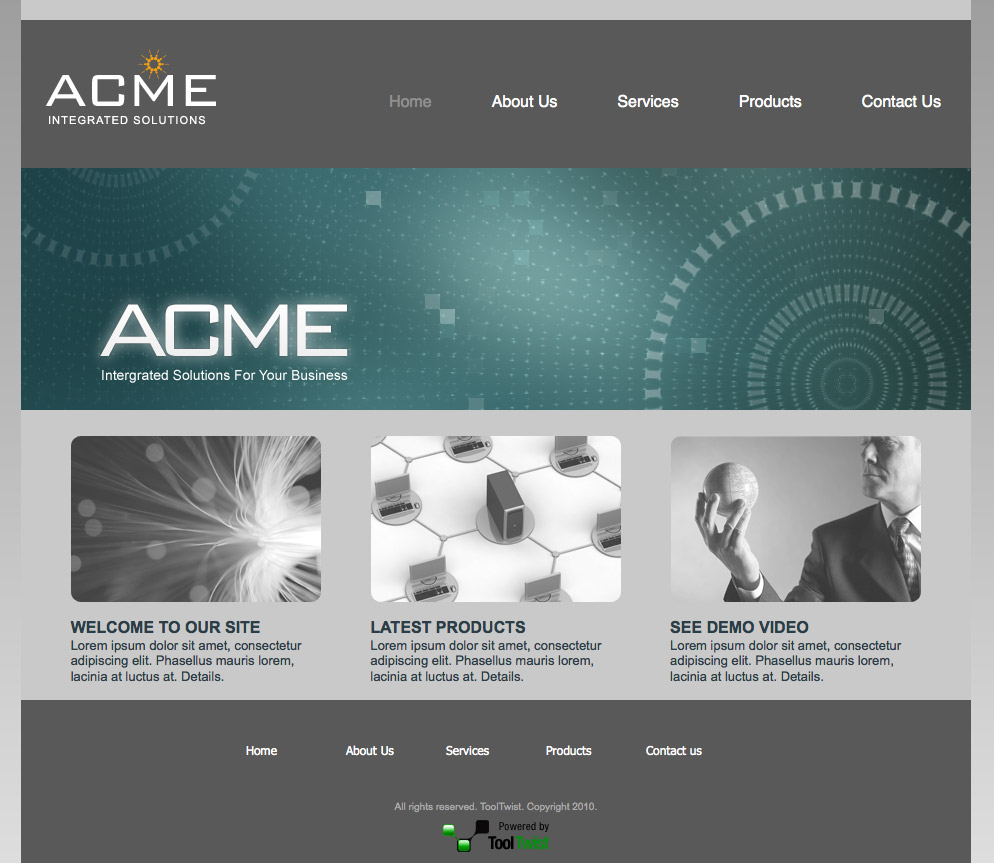 ACME
INTEGRATED SOLUTIONS
Home About Us Services Products Contact Us
ACME
Intergrated Solutions For Your Business
WELCOME TO OUR SITE
Lorem ipsum dolor sit amet, consectetur
adipiscing elit. Phasellus mauris lorem,
lacinia at luctus at. Details.
LATEST PRODUCTS
Lorem ipsum dolor sit amet, consectetur
adipiscing elit. Phasellus mauris lorem,
lacinia at luctus at. Details.
SEE DEMO VIDEO
Lorem ipsum dolor sit amet, consectetur
adipiscing elit. Phasellus mauris lorem,
lacinia at luctus at. Details.
Home About Us Services Products Contact us
All rights reserved. ToolTwist. Copyright 2010.
Powered by
ToolTwist